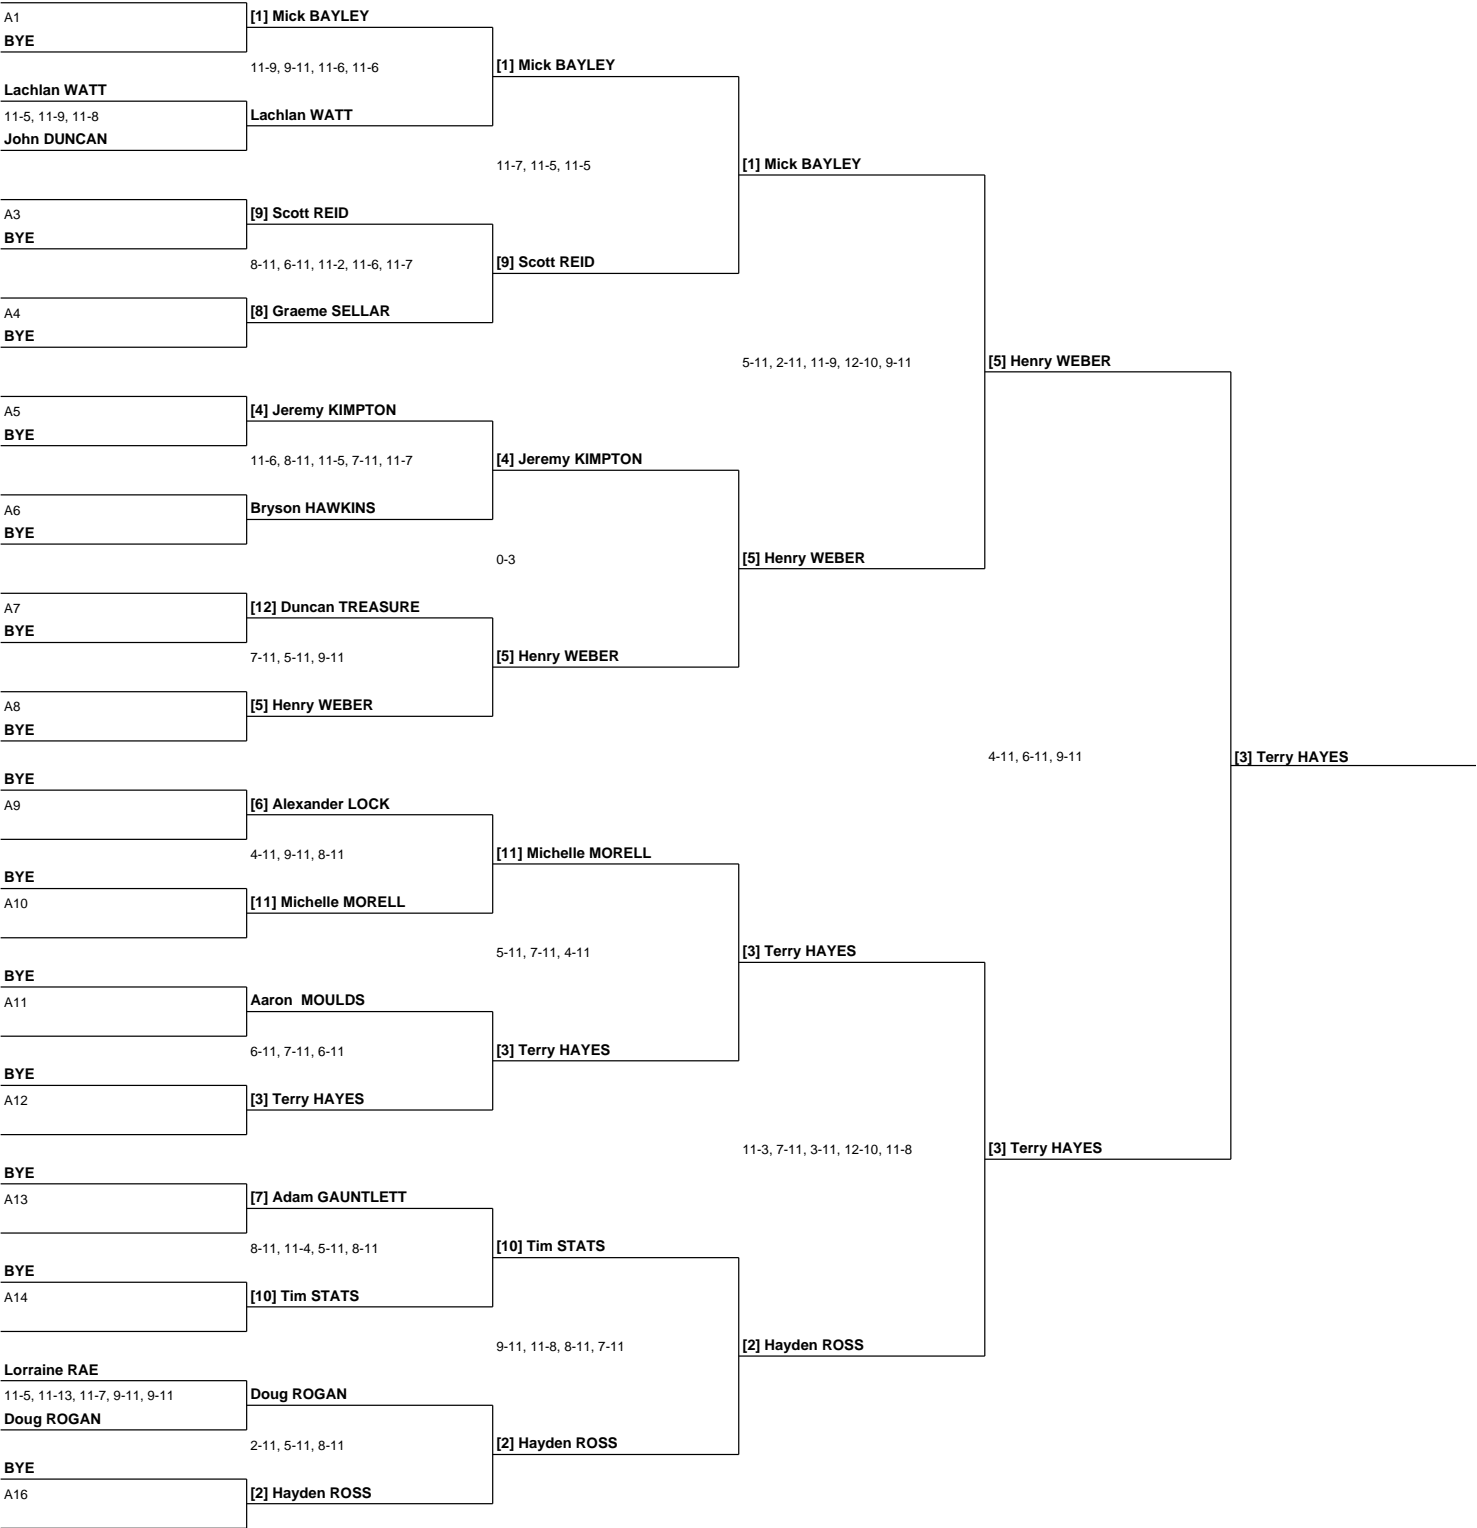 A1
BYE
Lachlan WATT
11-5, 11-9, 11-8
John DUNCAN
A3
BYE
A4
BYE
A5
BYE
A6
BYE
A7
BYE
A8
BYE
BYE
A9
BYE
A10
BYE
A11
BYE
A12
BYE
A13
BYE
A14
Lorraine RAE
11-5, 11-13, 11-7, 9-11, 9-11
Doug ROGAN
BYE
A16
[1] Mick BAYLEY
11-9, 9-11, 11-6, 11-6
Lachlan WATT
[9] Scott REID
8-11, 6-11, 11-2, 11-6, 11-7
[8] Graeme SELLAR
[4] Jeremy KIMPTON
11-6, 8-11, 11-5, 7-11, 11-7
Bryson HAWKINS
[12] Duncan TREASURE
7-11, 5-11, 9-11
[5] Henry WEBER
[6] Alexander LOCK
4-11, 9-11, 8-11
[11] Michelle MORELL
Aaron  MOULDS
6-11, 7-11, 6-11
[3] Terry HAYES
[7] Adam GAUNTLETT
8-11, 11-4, 5-11, 8-11
[10] Tim STATS
Doug ROGAN
2-11, 5-11, 8-11
[2] Hayden ROSS
[1] Mick BAYLEY
11-7, 11-5, 11-5
[9] Scott REID
[4] Jeremy KIMPTON
0-3
[5] Henry WEBER
[11] Michelle MORELL
5-11, 7-11, 4-11
[3] Terry HAYES
[10] Tim STATS
9-11, 11-8, 8-11, 7-11
[2] Hayden ROSS
[1] Mick BAYLEY
5-11, 2-11, 11-9, 12-10, 9-11
[5] Henry WEBER
[3] Terry HAYES
11-3, 7-11, 3-11, 12-10, 11-8
[2] Hayden ROSS
[5] Henry WEBER
4-11, 6-11, 9-11
[3] Terry HAYES
[3] Terry HAYES